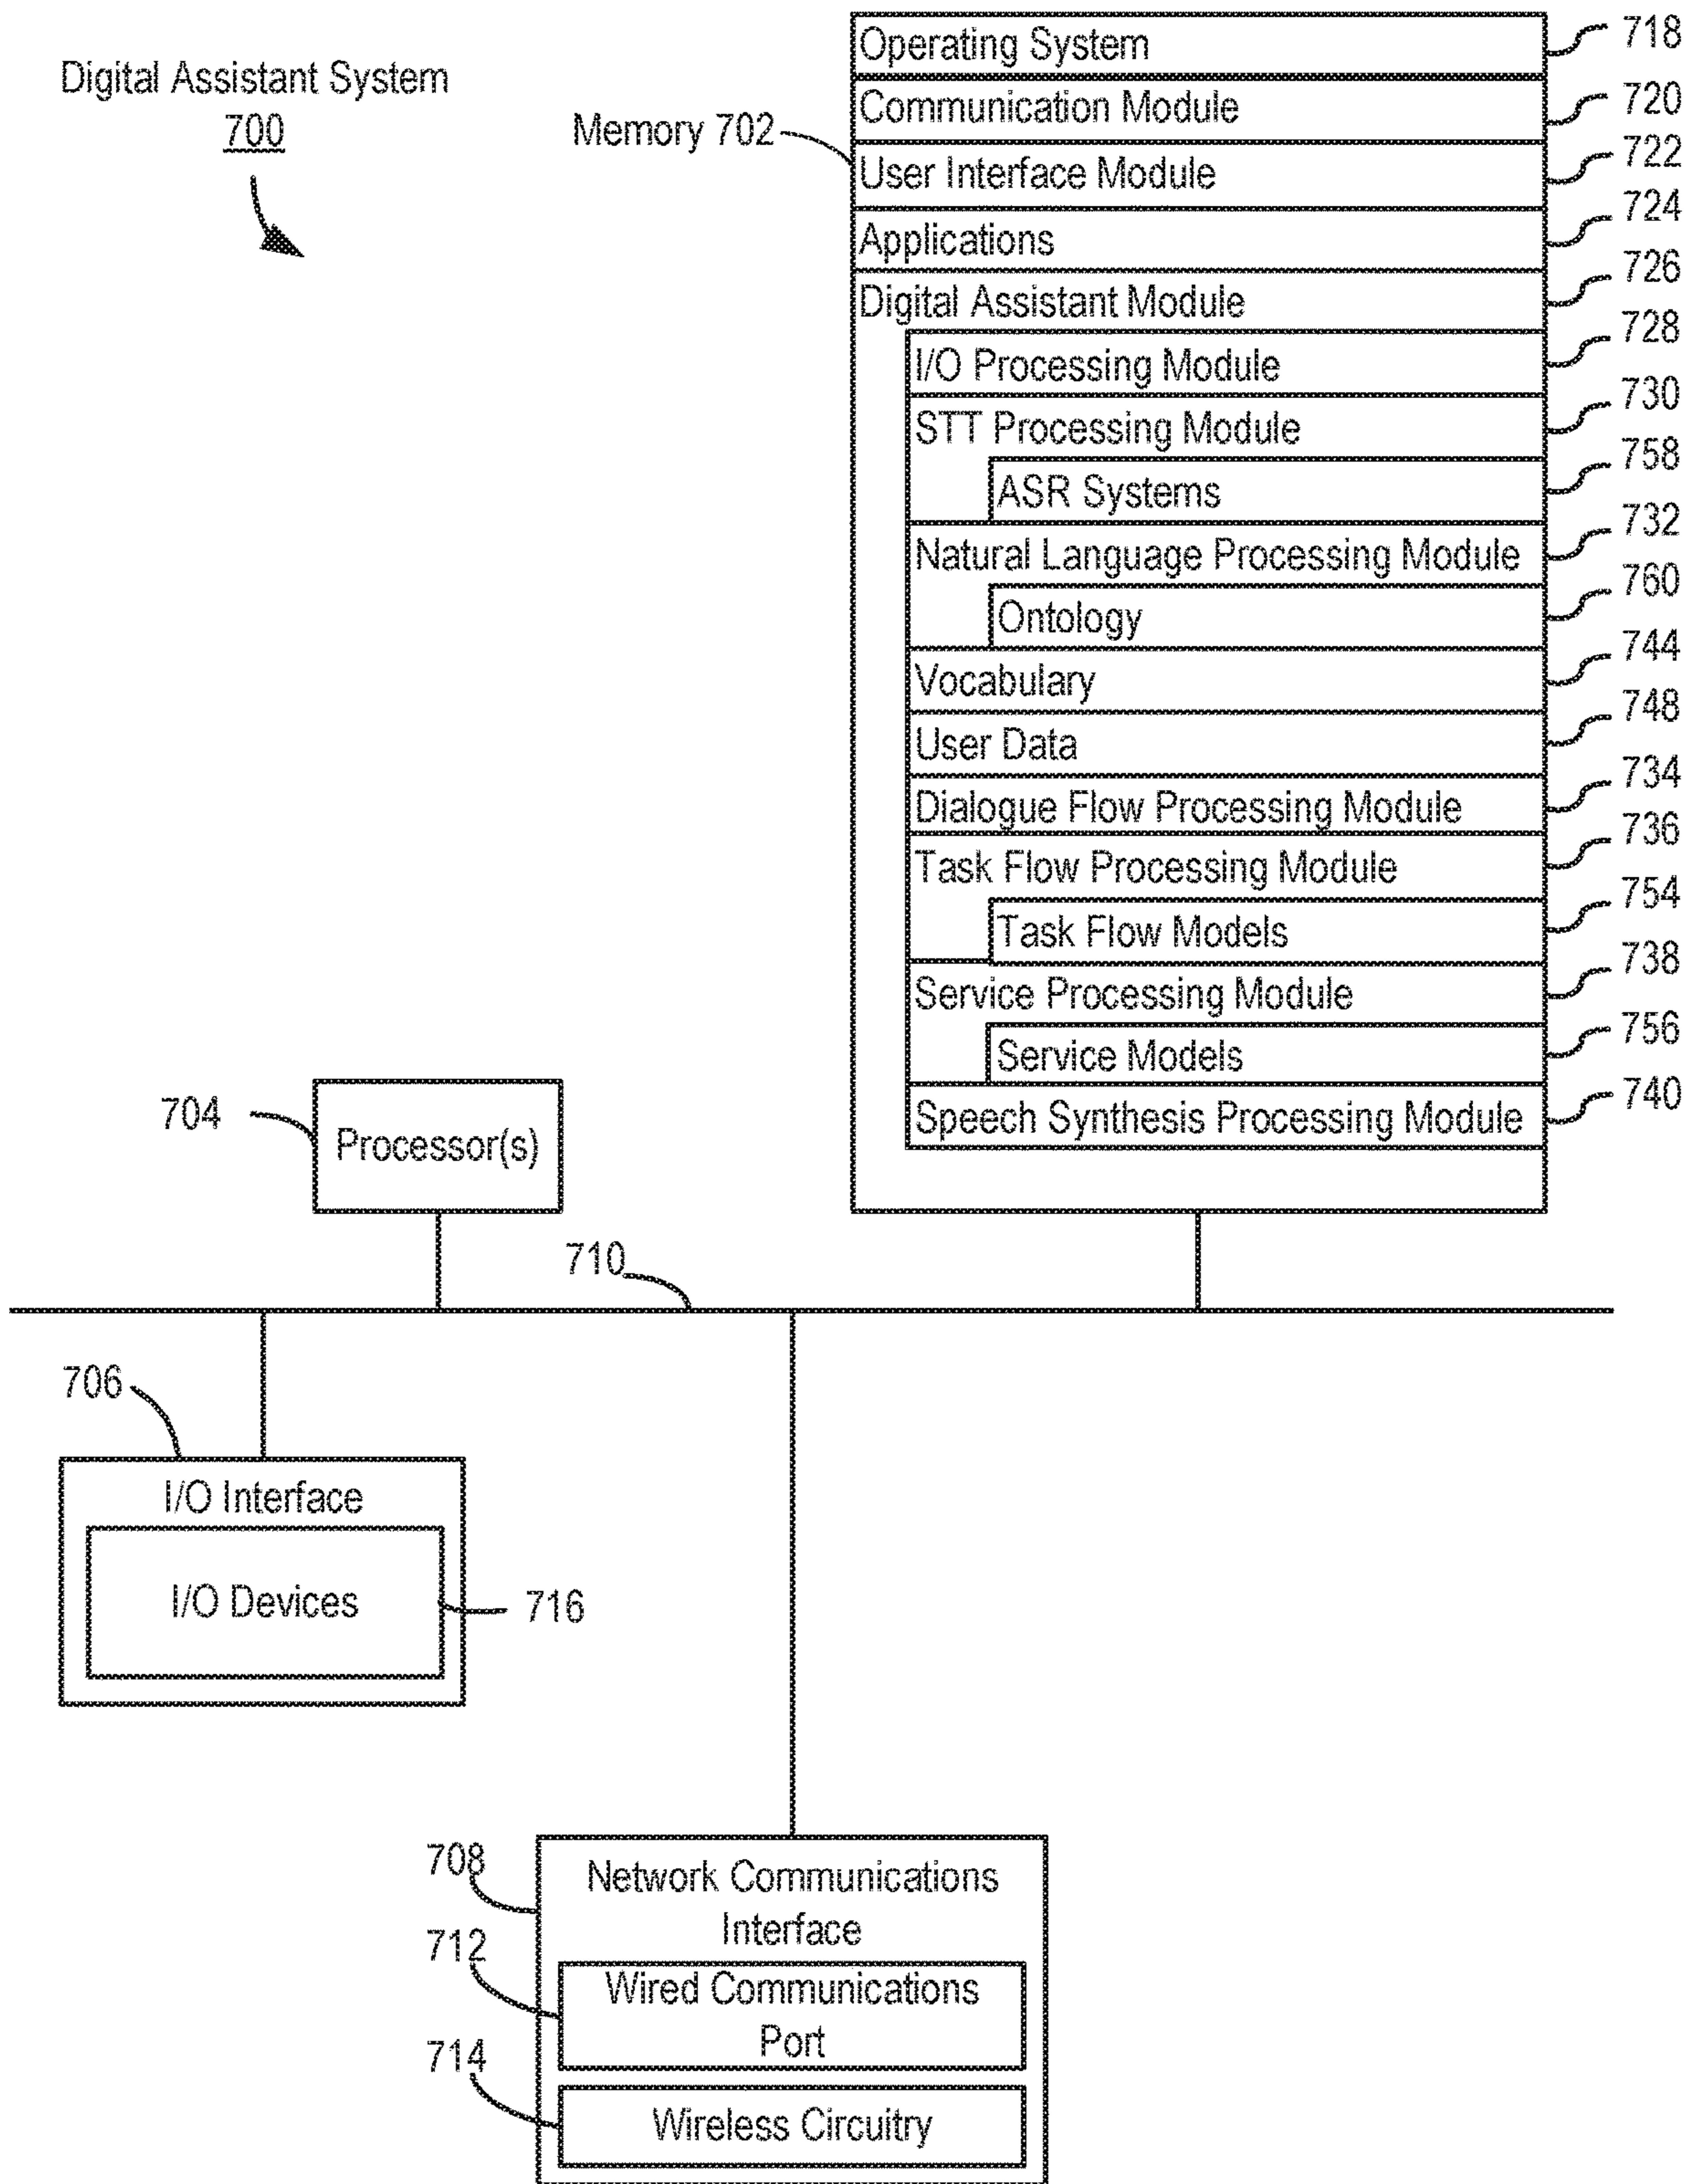 Digital Assistant System
700
Memory 702
Operating System 718
Communication Module 720
User Interface Module 722
Applications 724
Digital Assistant Module 726
I/O Processing Module 728
STT Processing Module 730
ASR Systems 758
Natural Language Processing Module 732
Ontology 760
Vocabulary 744
User Data 748
Dialogue Flow Processing Module 734
Task Flow Processing Module 736
Task Flow Models 754
Service Processing Module 738
Service Models 756
Speech Synthesis Processing Module 740
704
Processor(s)
710
706
I/O Interface
I/O Devices
716
708
Network Communications
Interface
712
Wired Communications
Port
714
Wireless Circuitry